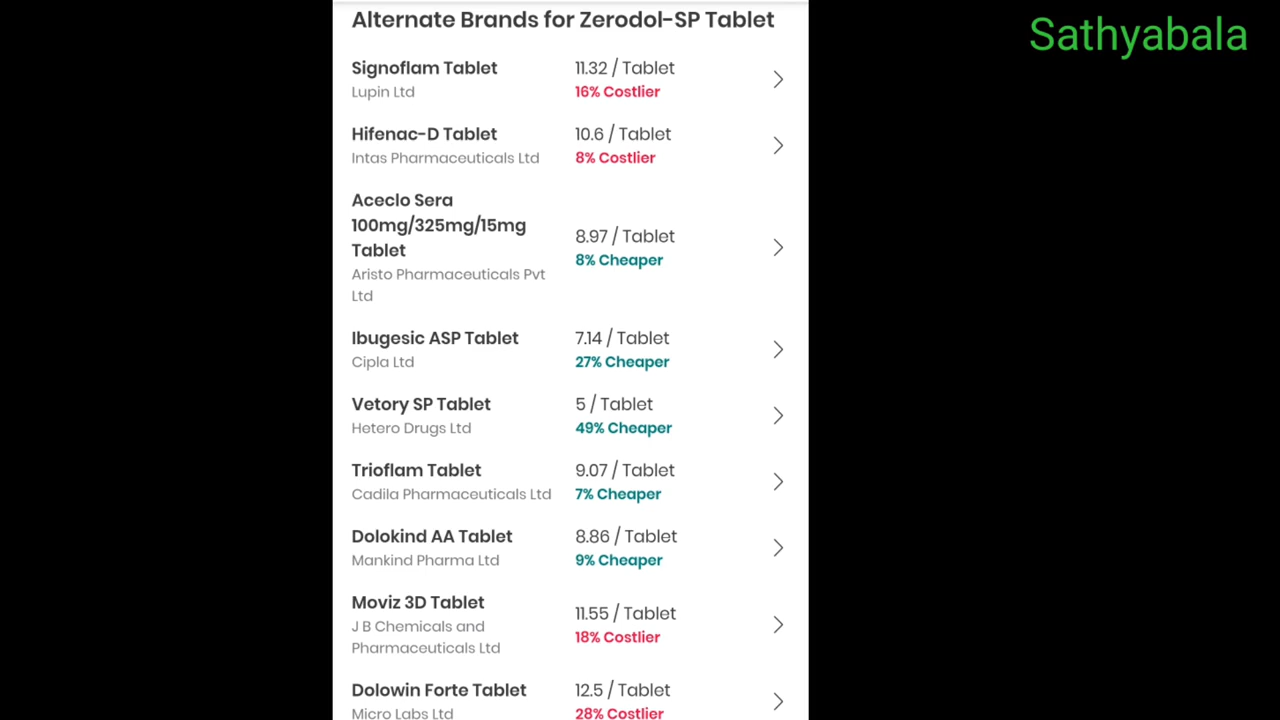 Alternate Brands for Zerodol-SP Tablet
Sathyabala
Signoflam Tablet
11.32 / Tablet
Lupin Ltd
16% Costlier
Hifenac-D Tablet
10.6 / Tablet
Intas Pharmaceuticals Ltd
8% Costlier
Aceclo Sera
100mg/325mg/15mg
Tablet
8.97 / Tablet
Aristo Pharmaceuticals Pvt
Ltd
8% Cheaper
Ibugesic ASP Tablet
7.14 / Tablet
Cipla Ltd
27% Cheaper
Vetory SP Tablet
5 / Tablet
Hetero Drugs Ltd
49% Cheaper
Trioflam Tablet
9.07 / Tablet
Cadila Pharmaceuticals Ltd
7% Cheaper
Dolokind AA Tablet
8.86 / Tablet
Mankind Pharma Ltd
9% Cheaper
Moviz 3D Tablet
11.55 / Tablet
J B Chemicals and
Pharmaceuticals Ltd
18% Costlier
Dolowin Forte Tablet
12.5 / Tablet
Micro Labs Ltd
28% Costlier